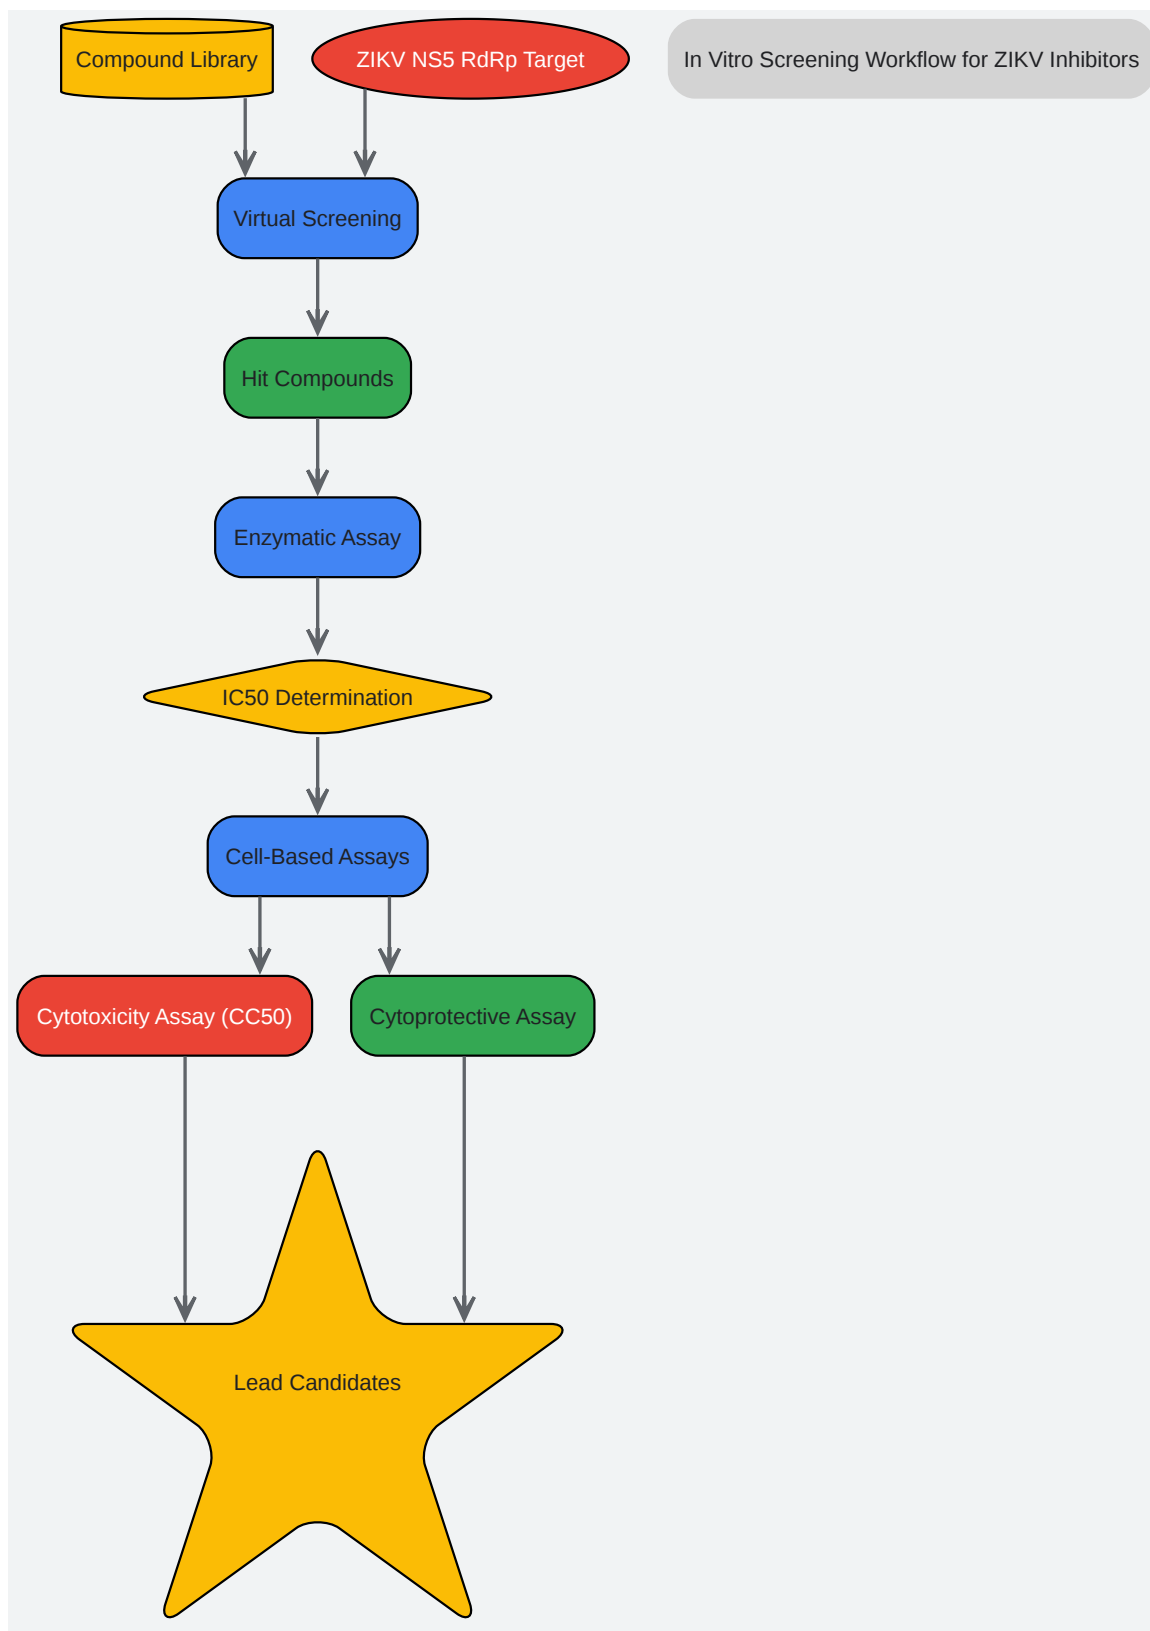 Compound Library
ZIKV NS5 RdRp Target
In Vitro Screening Workflow for ZIKV Inhibitors
Virtual Screening
Hit Compounds
Enzymatic Assay
IC50 Determination
Cell-Based Assays
Cytotoxicity Assay (CC50)
Cytoprotective Assay
Lead Candidates